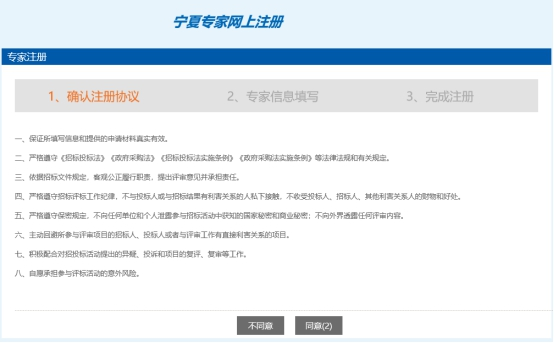 宁夏专家网上注册
专家注册
1、确认注册协议 2、专家信息填写 3、完成注册
一、保证所填写信息和提供的申请材料真实有效。
二、严格遵守《招标投标法》《政府采购法》《招标投标法实施条例》《政府采购法实施条例》等法律法规和有关规定。
三、依据招标文件规定，客观公正履行职责，提出评审意见并承担责任。
四、严格遵守招标评标工作纪律，不与投标人或与招标结果有利害关系的人私下接触，不收受投标人、招标人、其他利害关系人的财物和好处。
五、严格遵守保密规定，不向任何单位和个人泄露参与招标活动中获知的国家秘密和商业秘密；不向外界透露任何评审内容。
六、主动回避所参与评审项目的招标人、投标人或者与评审工作有直接利害关系的项目。
七、积极配合对招投标活动提出的异疑、投诉和项目的复评、复审等工作。
八、自愿承担参与评标活动的意外风险。
不同意 同意(2)